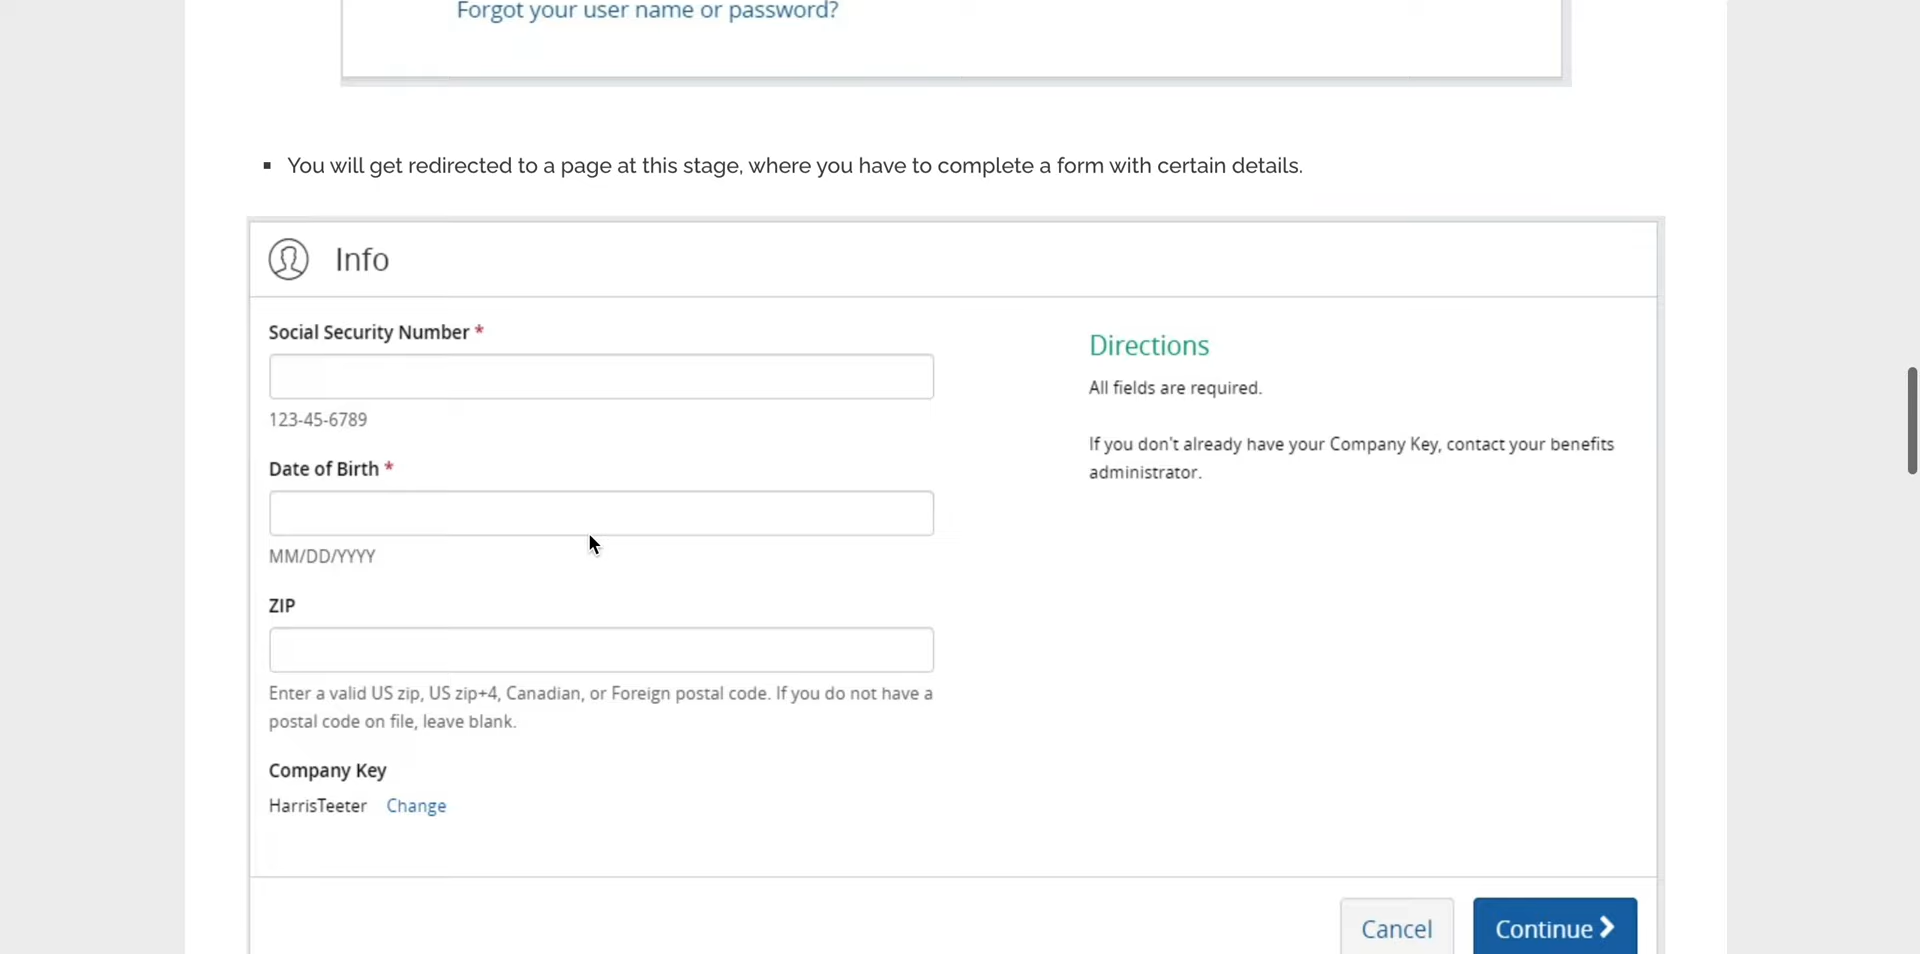 Forgot your user name or password?
▪ You will get redirected to a page at this stage, where you have to complete a form with certain details.
Info
Social Security Number *
123-45-6789
Date of Birth *
MM/DD/YYYY
ZIP
Enter a valid US zip, US zip+4, Canadian, or Foreign postal code. If you do not have a
postal code on file, leave blank.
Company Key
HarrisTeeter Change
Directions
All fields are required.
If you don't already have your Company Key, contact your benefits
administrator.
Cancel
Continue